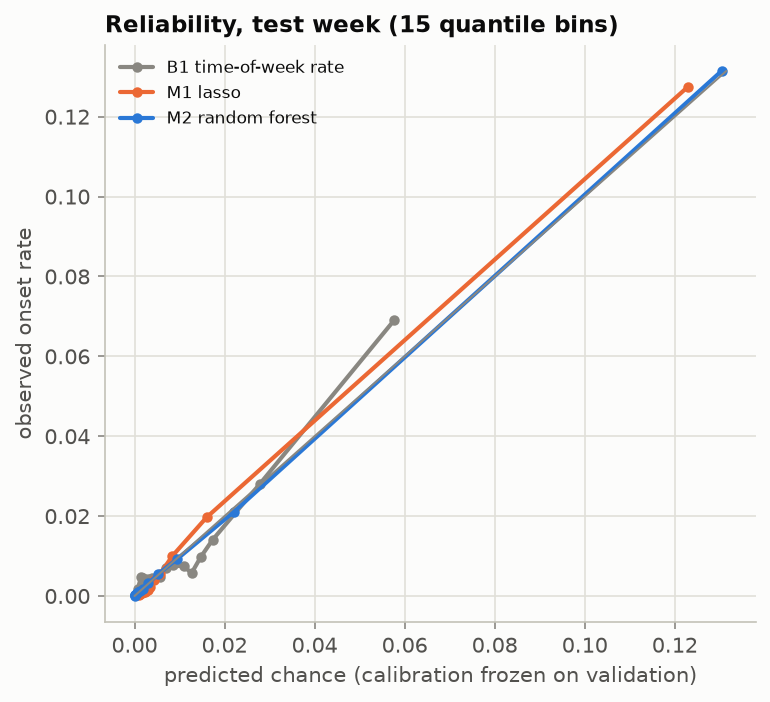 Reliability, test week (15 quantile bins)
B1 time-of-week rate
M1 lasso
M2 random forest
observed onset rate
0.12
0.10
0.08
0.06
0.04
0.02
0.00
0.00 0.02 0.04 0.06 0.08 0.10 0.12
predicted chance (calibration frozen on validation)